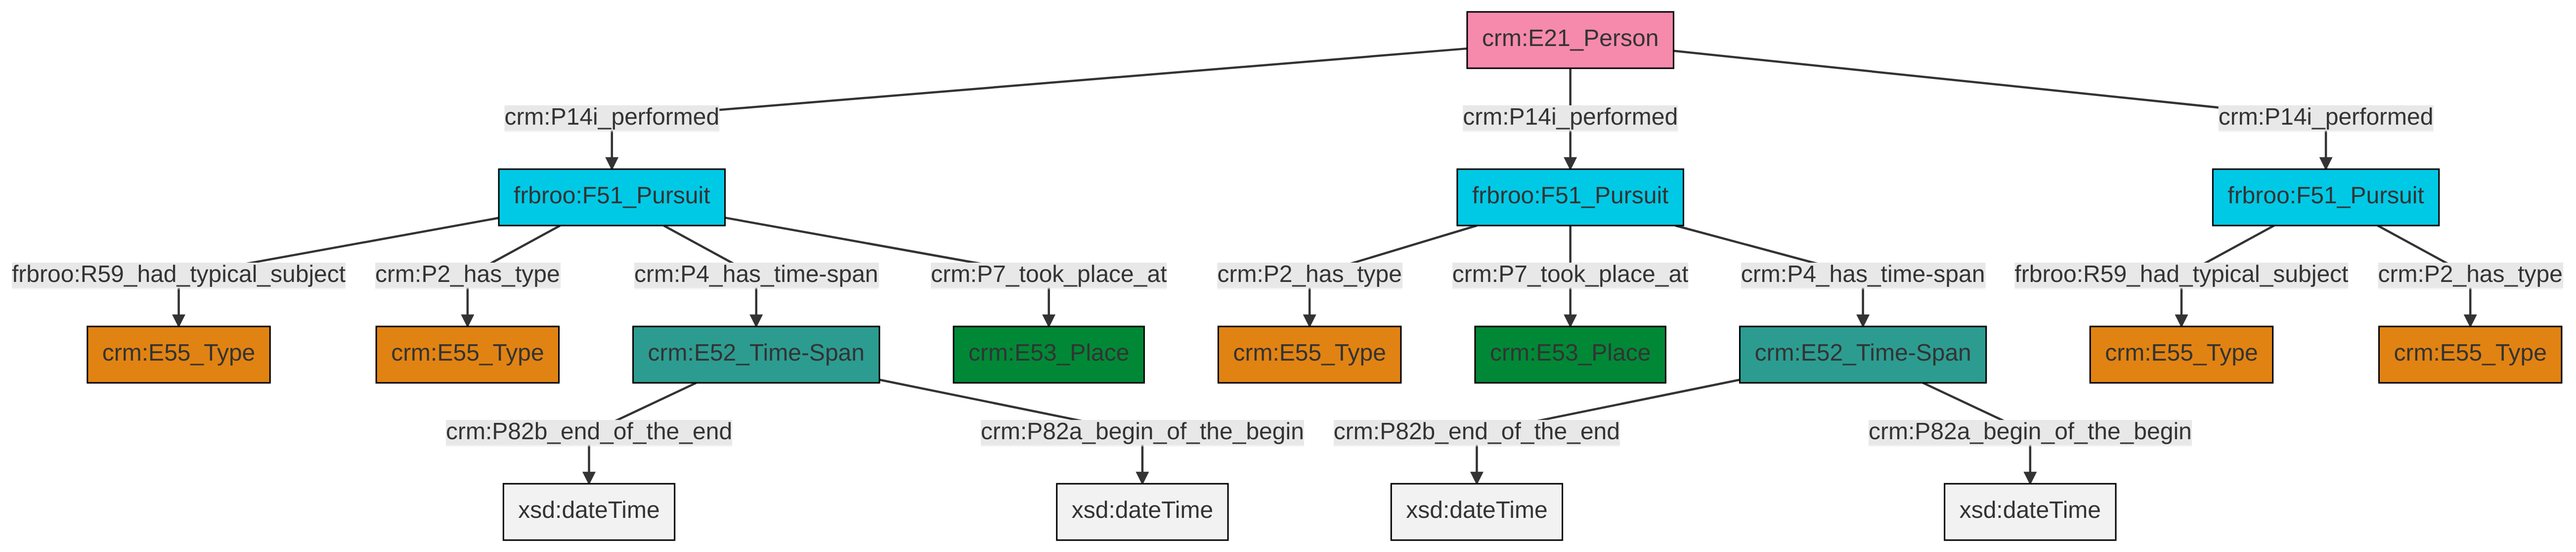 crm:E21_Person
crm:P14i_performed
crm:P14i_performed
crm:P14i_performed
frbroo:F51_Pursuit
frbroo:F51_Pursuit
frbroo:F51_Pursuit
frbroo:R59_had_typical_subject
crm:P2_has_type
crm:P4_has_time-span
crm:P7_took_place_at
crm:P2_has_type
crm:P7_took_place_at
crm:P4_has_time-span
frbroo:R59_had_typical_subject
crm:P2_has_type
crm:E55_Type
crm:E55_Type
crm:E52_Time-Span
crm:E53_Place
crm:E55_Type
crm:E53_Place
crm:E52_Time-Span
crm:E55_Type
crm:E55_Type
crm:P82b_end_of_the_end
crm:P82a_begin_of_the_begin
crm:P82b_end_of_the_end
crm:P82a_begin_of_the_begin
xsd:dateTime
xsd:dateTime
xsd:dateTime
xsd:dateTime